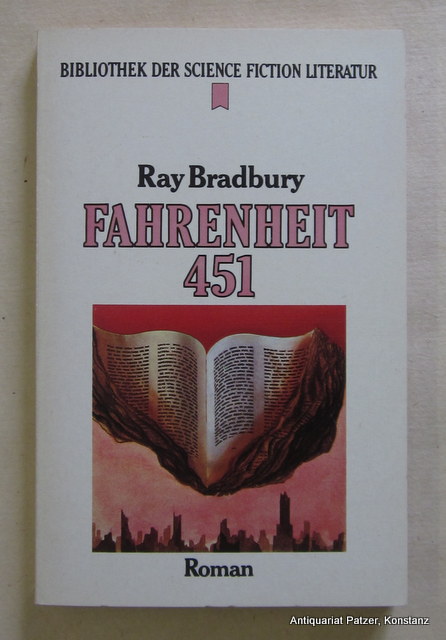 BIBLIOTHEK DER SCIENCE FICTION LITERATUR
Ray Bradbury
FAHRENHEIT
451
Roman
Antiquariat Patzer, Konstanz